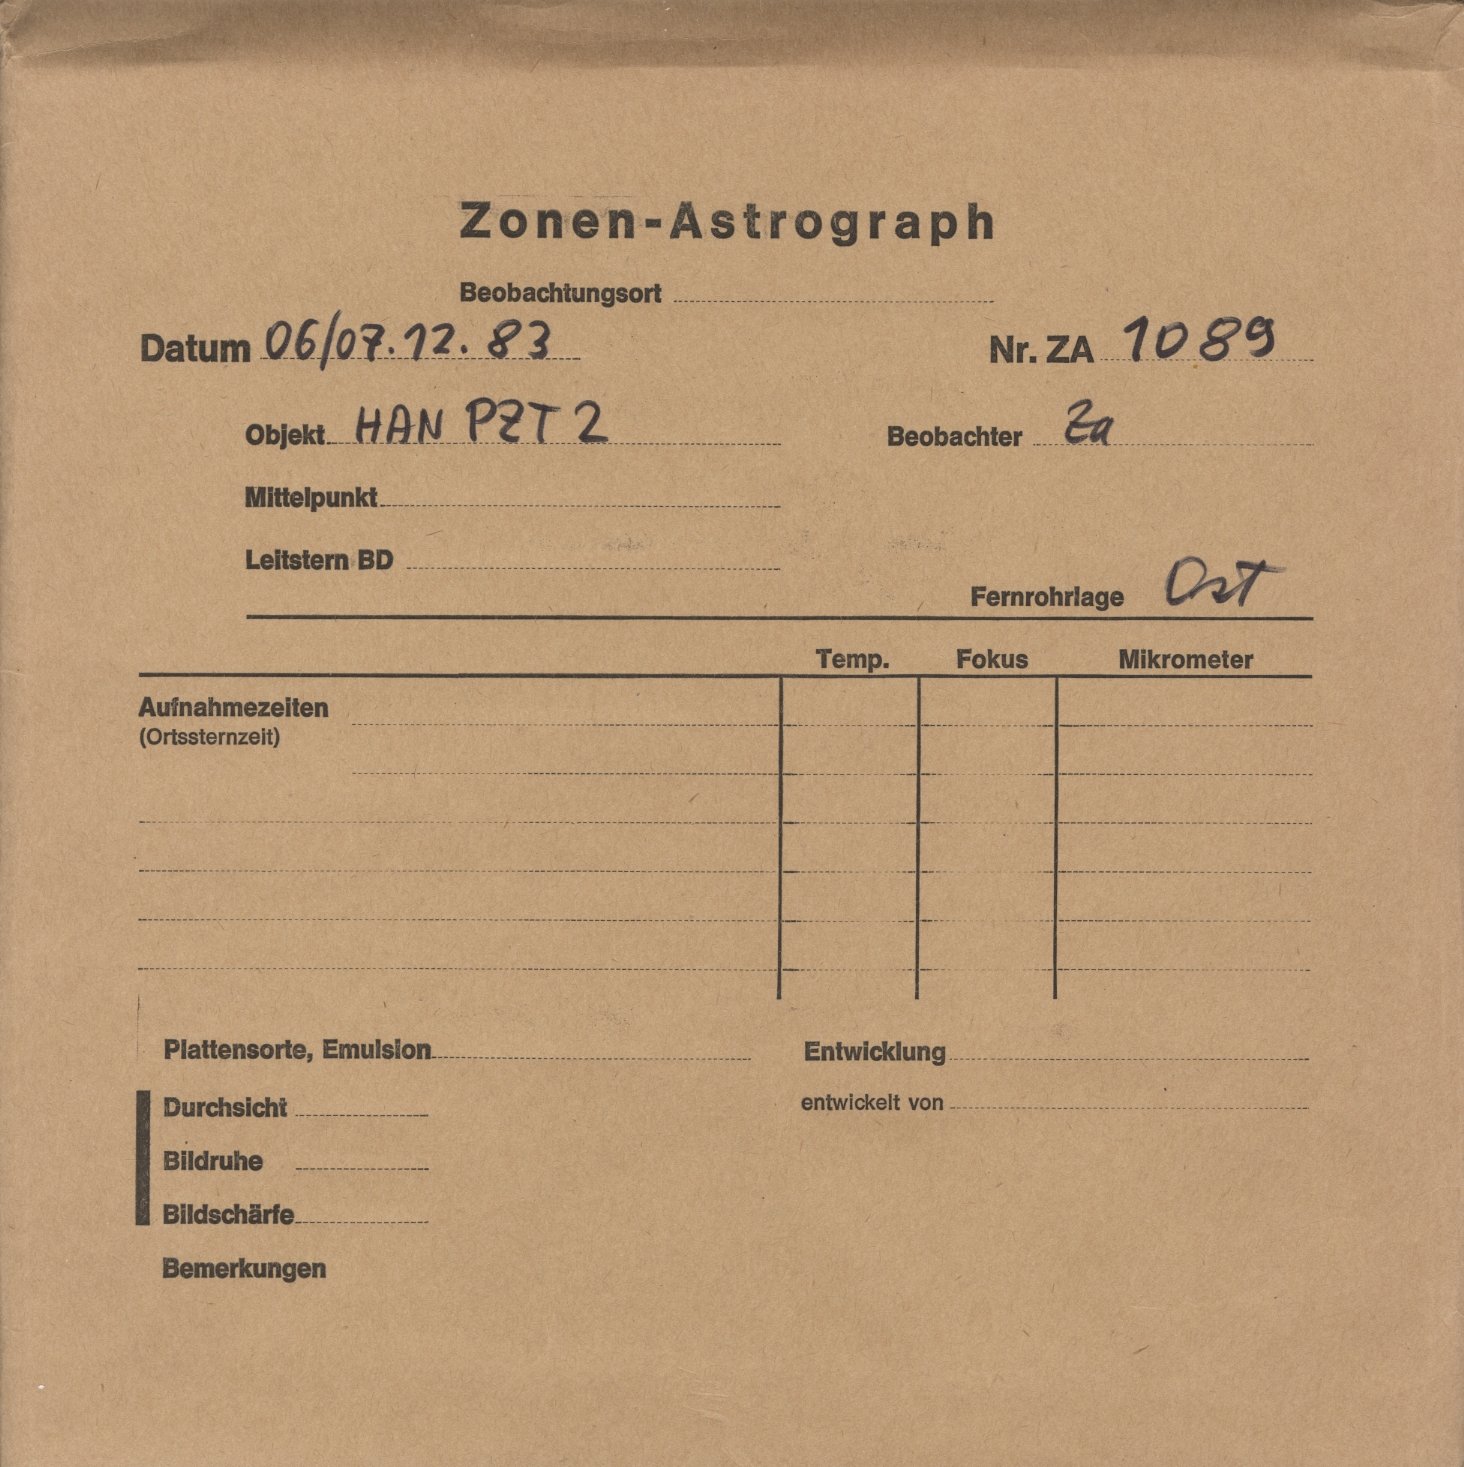 Zonen-Astrograph
Beobachtungsort
Datum 06/07.12.83 Nr. ZA 1089
Objekt HAN PZT 2 Beobachter Za
Mittelpunkt
Leitstern BD
Fernrohrlage Ost
Temp. Fokus Mikrometer
Aufnahmezeiten
(Ortssternzeit)
Plattensorte, Emulsion Entwicklung
Durchsicht entwickelt von
Bildruhe
Bildschärfe
Bemerkungen